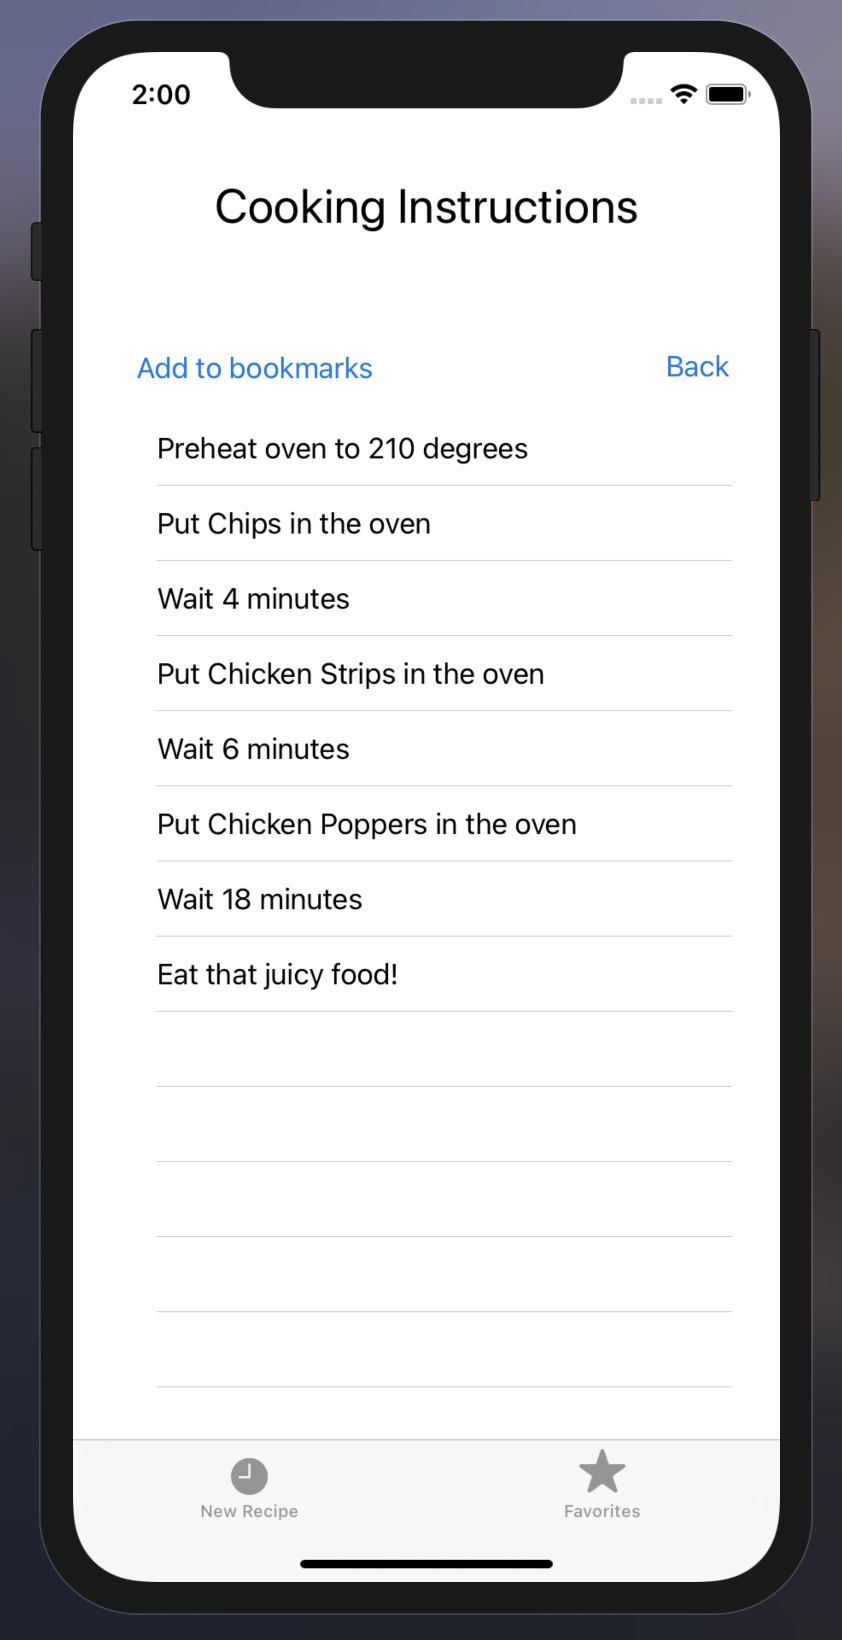 2:00
Cooking Instructions
Add to bookmarks
Back
Preheat oven to 210 degrees
Put Chips in the oven
Wait 4 minutes
Put Chicken Strips in the oven
Wait 6 minutes
Put Chicken Poppers in the oven
Wait 18 minutes
Eat that juicy food!
New Recipe
Favorites